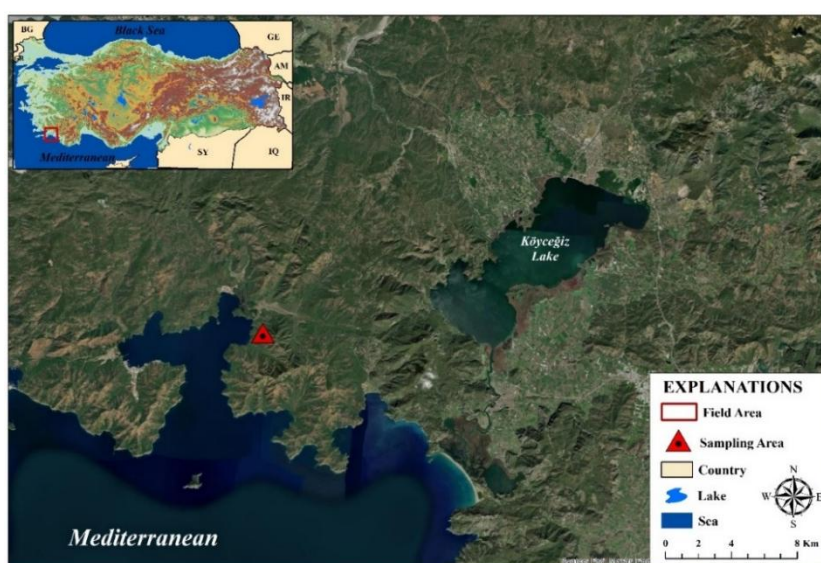 BG
Black Sea
GE
AM
IR
Mediterranean
SY
IQ
Köyceğiz
Lake
EXPLANATIONS
Field Area
Sampling Area
Country
Lake
Sea
N
W
E
S
0 2 4 8 Km
Mediterranean